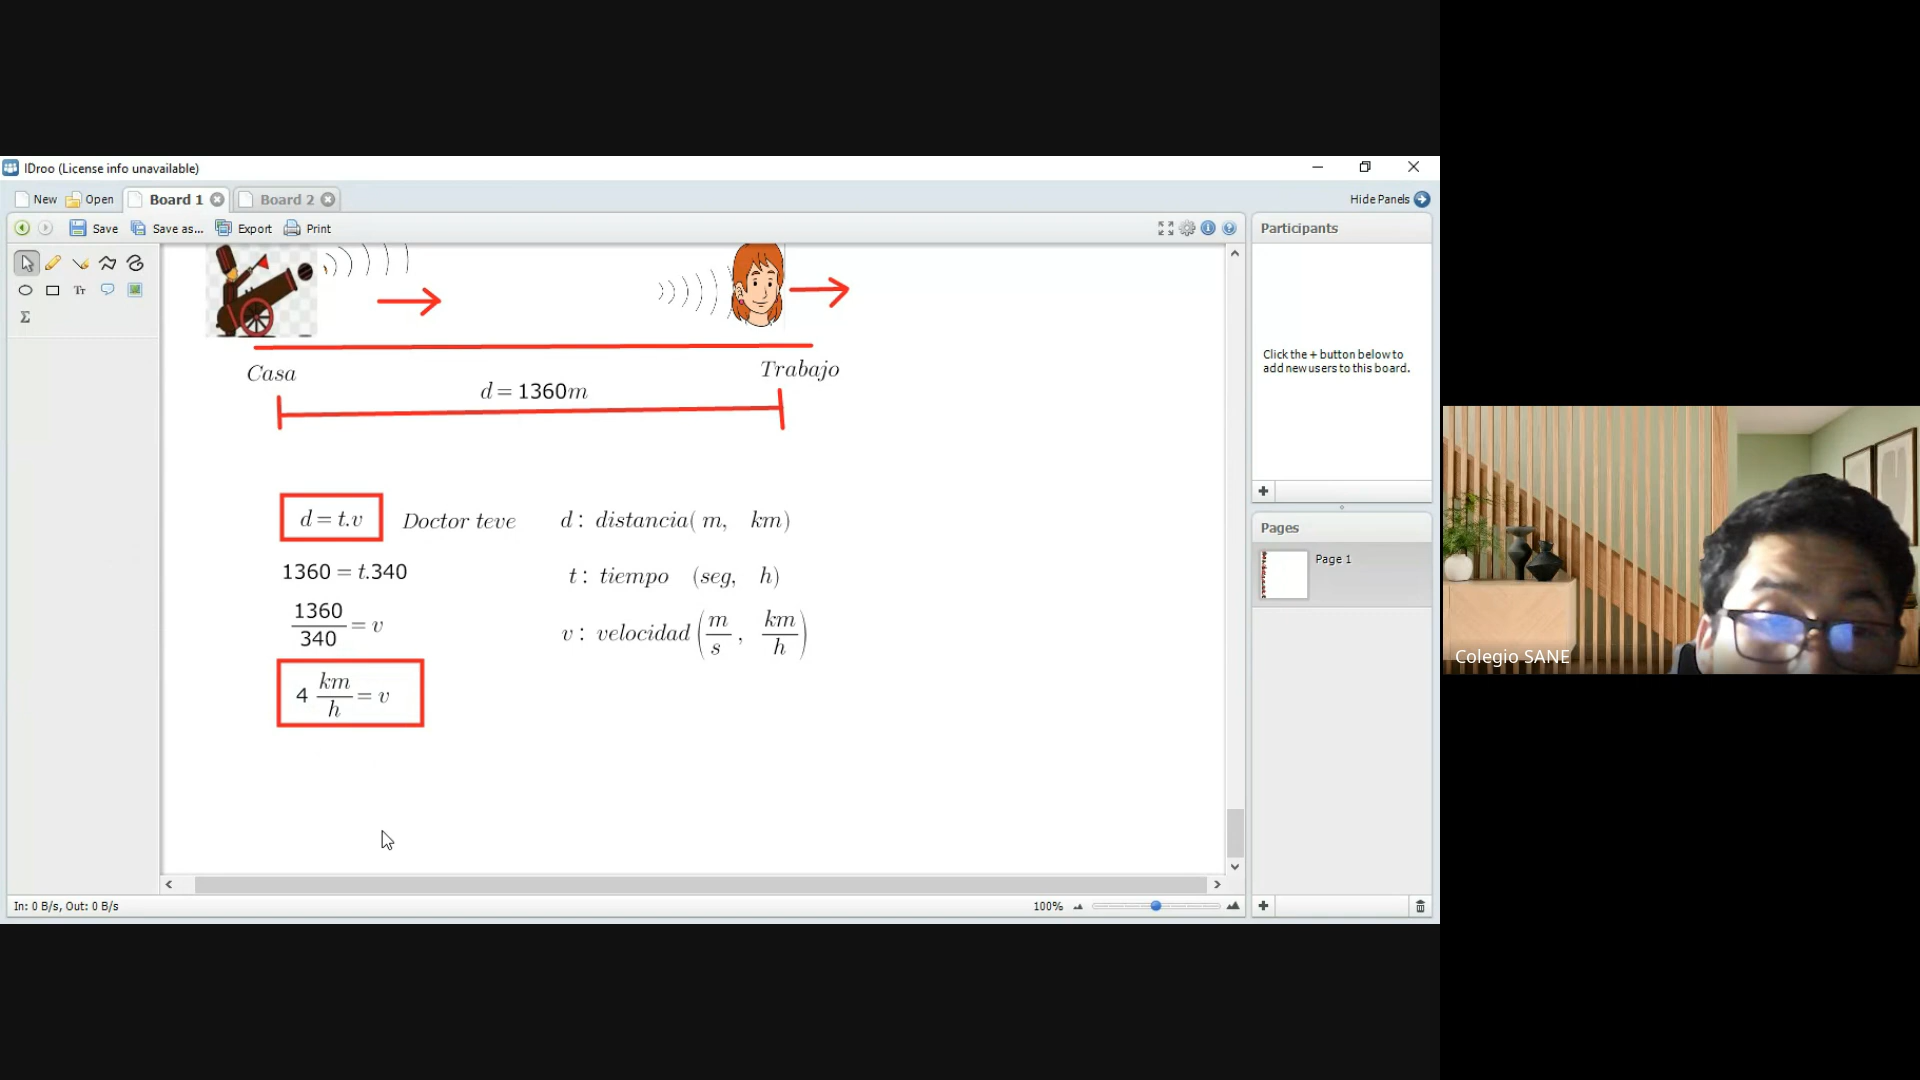 IDroo (License info unavailable)
New Open Board 1 Board 2 Hide Panels
Save Save as... Export Print
Participants
Click the + button below to
add new users to this board.
Casa Trabajo
d = 1360m
d = t.v Doctor teve d : distancia( m, km)
1360 = t.340 t : tiempo (seg, h)
1360/340 = v v : velocidad (m/s , km/h)
4 km/h = v
Pages
Page 1
Colegio SANE
In: 0 B/s, Out: 0 B/s 100%